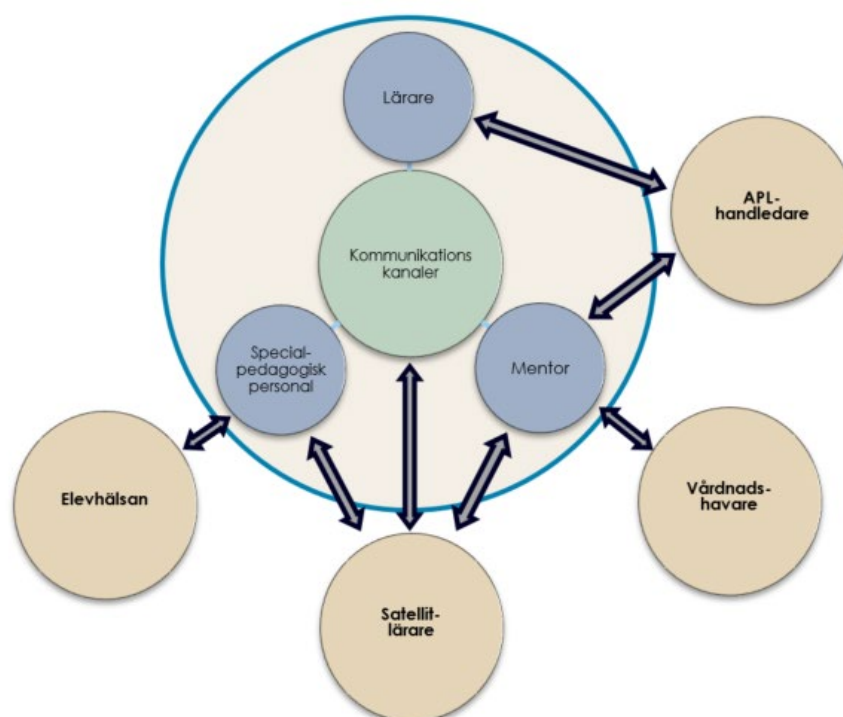 Lärare
APL-
handledare
Kommunikations
kanaler
Special-
pedagogisk
personal
Mentor
Elevhälsan
Vårdnads-
havare
Satellit-
lärare